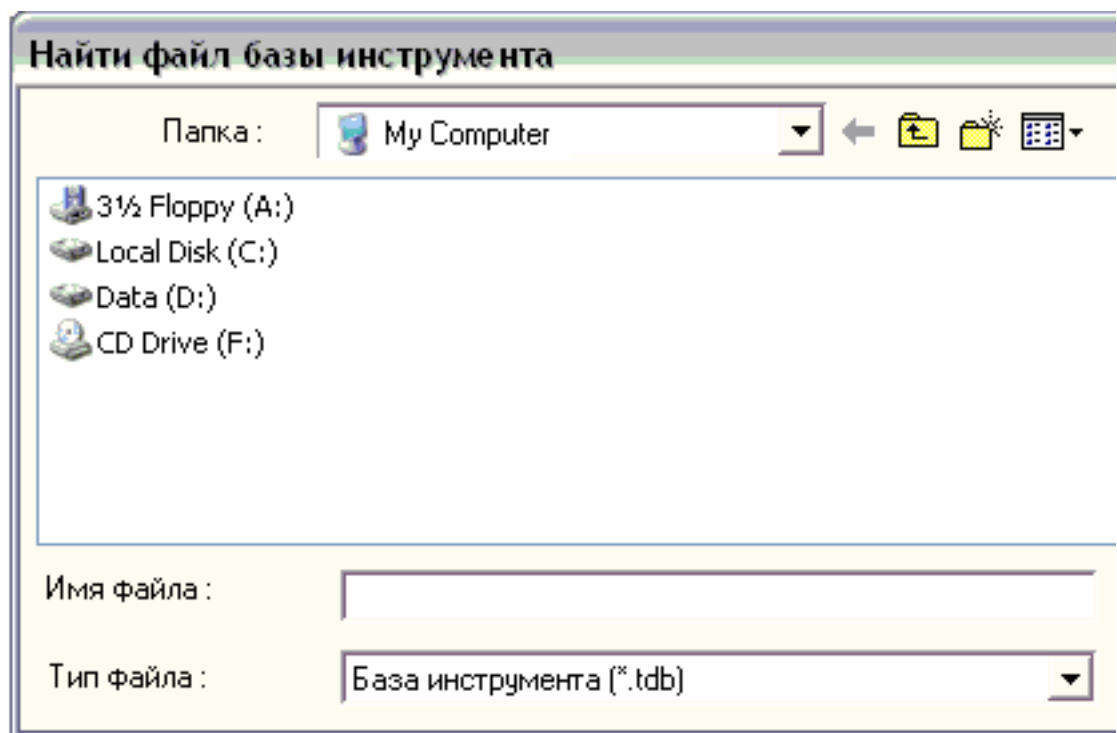 Найти файл базы инструмента
Папка :
My Computer
3½ Floppy (A:)
Local Disk (C:)
Data (D:)
CD Drive (F:)
Имя файла :
Тип файла :
База инструмента (*.tdb)